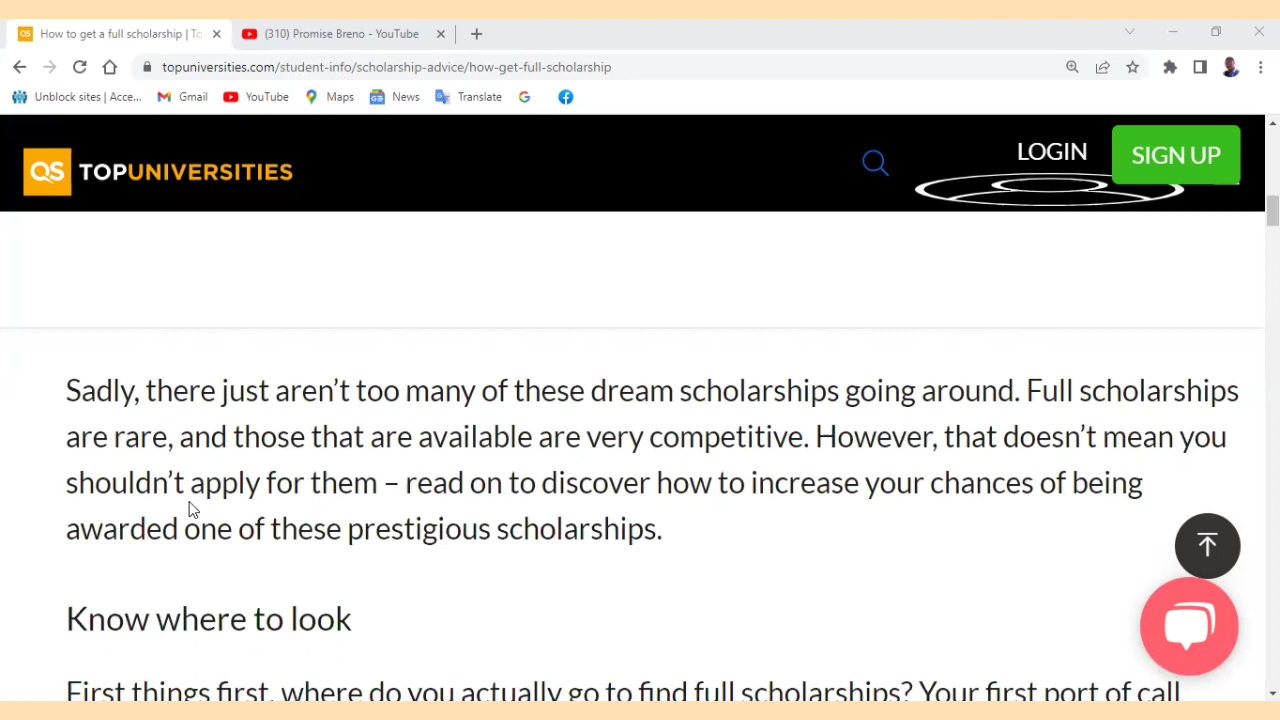 How to get a full scholarship | To
(310) Promise Breno - YouTube
topuniversities.com/student-info/scholarship-advice/how-get-full-scholarship
Unblock sites | Acce...
Gmail
YouTube
Maps
News
Translate
QS TOPUNIVERSITIES
LOGIN
SIGN UP
Sadly, there just aren’t too many of these dream scholarships going around. Full scholarships
are rare, and those that are available are very competitive. However, that doesn’t mean you
shouldn’t apply for them – read on to discover how to increase your chances of being
awarded one of these prestigious scholarships.
Know where to look
First things first, where do you actually go to find full scholarships? Your first port of call